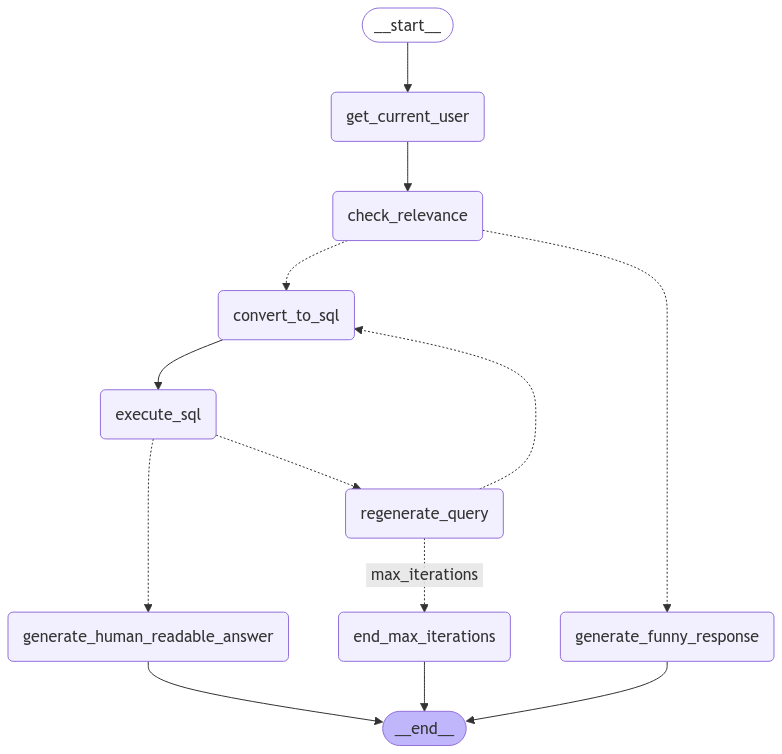 __start__
get_current_user
check_relevance
convert_to_sql
execute_sql
regenerate_query
max_iterations
generate_human_readable_answer
end_max_iterations
generate_funny_response
__end__